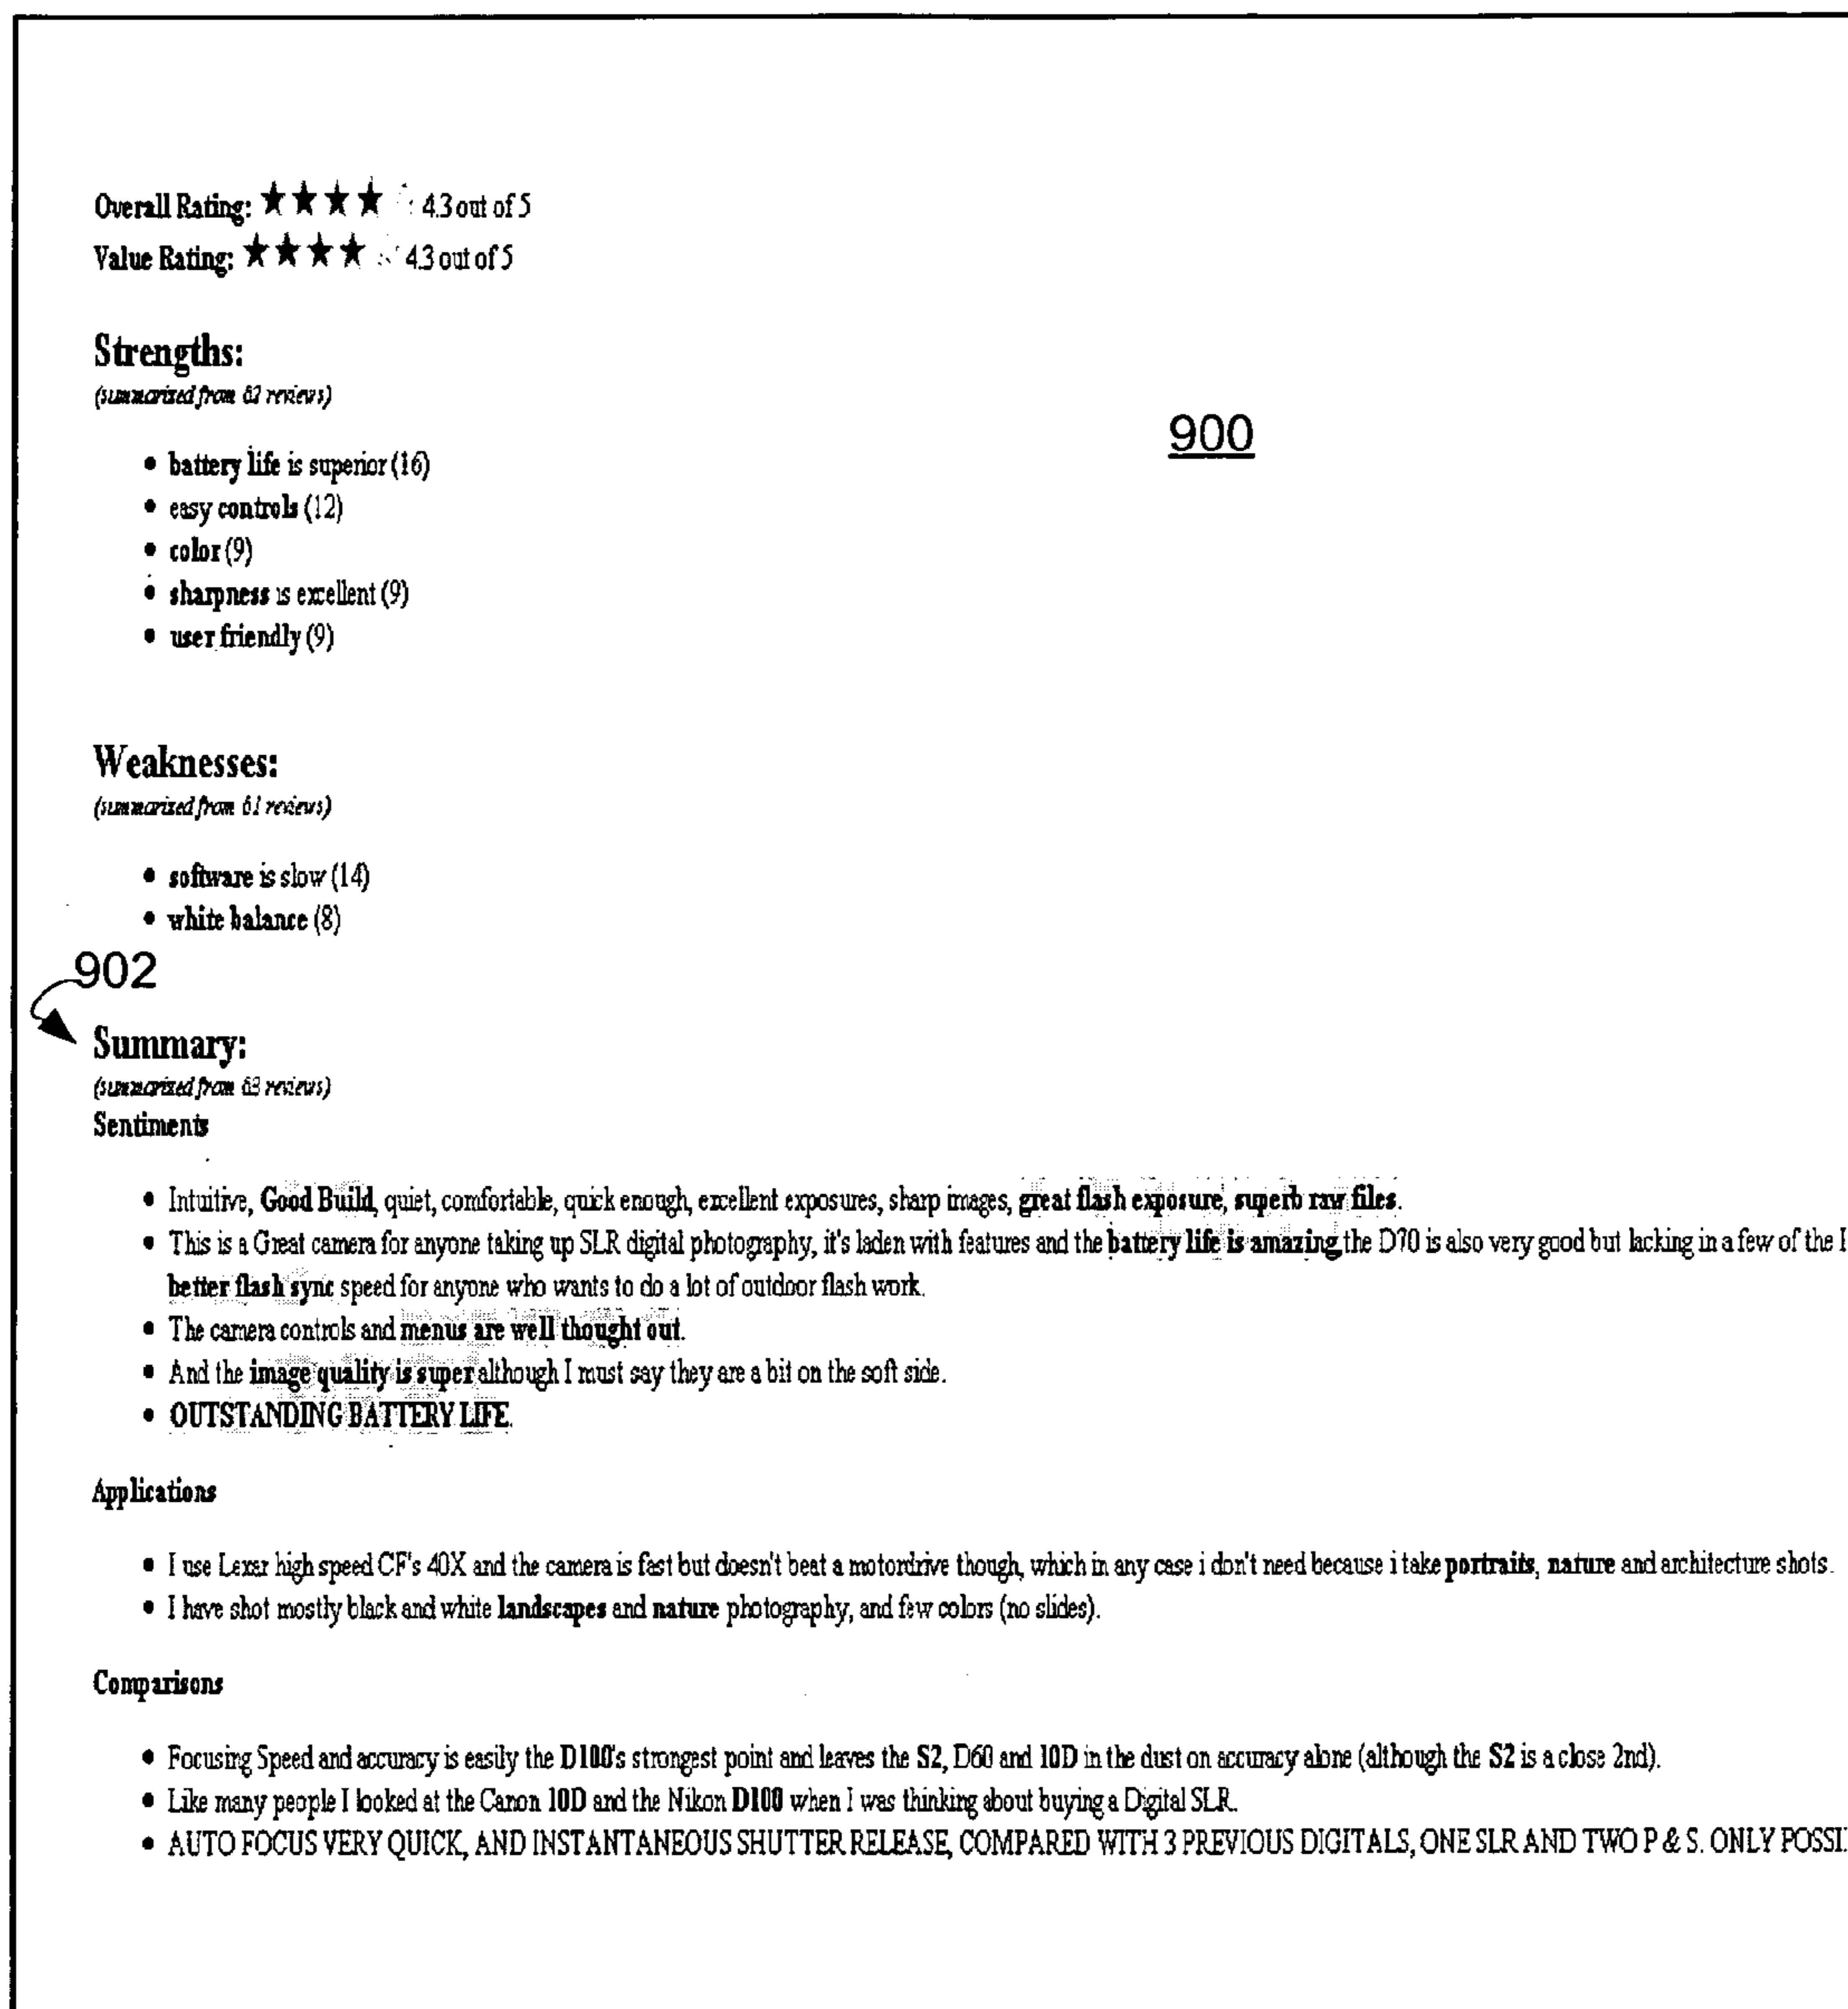 Overall Rating: ★★★★ 4.3 out of 5
Value Rating: ★★★★ 4.3 out of 5
Strengths:
(summarized from 62 reviews)
900
• battery life is superior (16)
• easy controls (12)
• color (9)
• sharpness is excellent (9)
• user friendly (9)
Weaknesses:
(summarized from 61 reviews)
• software is slow (14)
• white balance (8)
902
Summary:
(summarized from 63 reviews)
Sentiments
• Intuitive, Good Build, quiet, comfortable, quick enough, excellent exposures, sharp images, great flash exposure, superb raw files.
• This is a Great camera for anyone taking up SLR digital photography, it's laden with features and the battery life is amazing the D70 is also very good but lacking in a few of the
better flash sync speed for anyone who wants to do a lot of outdoor flash work.
• The camera controls and menus are well thought out.
• And the image quality is super although I must say they are a bit on the soft side.
• OUTSTANDING BATTERY LIFE.
Applications
• I use Lexar high speed CF's 40X and the camera is fast but doesn't beat a motordrive though, which in any case i don't need because i take portraits, nature and architecture shots.
• I have shot mostly black and white landscapes and nature photography, and few colors (no slides).
Comparisons
• Focusing Speed and accuracy is easily the D100's strongest point and leaves the S2, D60 and 10D in the dust on accuracy alone (although the S2 is a close 2nd).
• Like many people I looked at the Canon 10D and the Nikon D100 when I was thinking about buying a Digital SLR.
• AUTO FOCUS VERY QUICK, AND INSTANTANEOUS SHUTTER RELEASE, COMPARED WITH 3 PREVIOUS DIGITALS, ONE SLR AND TWO P & S. ONLY